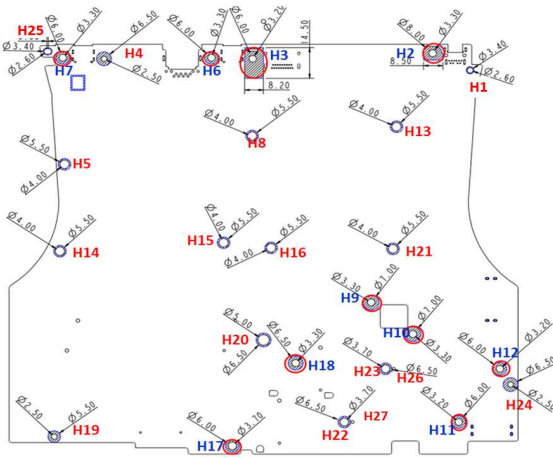 H25
Ø6.00
Ø3.30
Ø6.50
Ø3.30
Ø6.00
Ø3.20
14.50
Ø8.00
Ø3.30
Ø3.40
Ø2.60
H7
H4
Ø2.50
Ø6.00
H6
H3
8.20
H2
8.50
Ø3.40
Ø2.60
H1
Ø4.00
Ø5.50
H8
Ø4.00
Ø5.50
H13
Ø5.50
Ø4.00
H5
Ø4.00
Ø5.50
H14
H15
Ø4.00
Ø5.50
Ø5.50
Ø4.00
H16
Ø4.00
Ø5.50
H21
Ø3.30
Ø7.00
H9
Ø7.00
H10
Ø3.30
Ø5.00
Ø6.50
H20
Ø6.50
Ø3.30
H18
Ø3.70
Ø6.50
H23
H26
Ø6.00
H12
Ø3.20
Ø6.50
Ø2.50
H24
Ø2.50
Ø5.50
H19
Ø6.00
Ø3.70
H17
Ø6.50
Ø3.70
H27
H22
Ø3.20
Ø6.00
H11